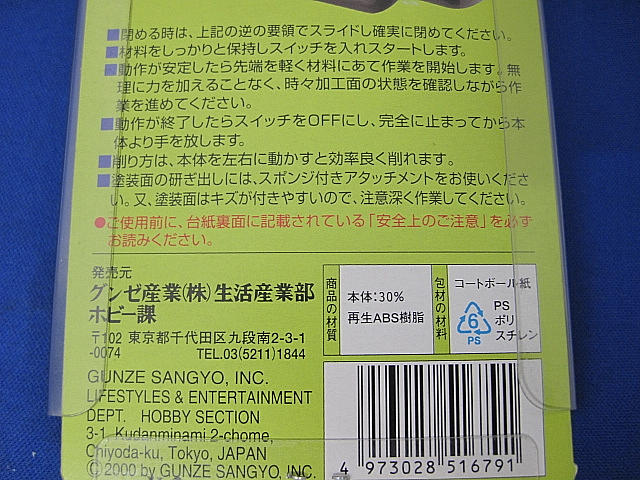 ■閉める時は、上記の逆の要領でスライドし確実に閉めてください。
■材料をしっかりと保持しスイッチを入れスタートします。
■動作が安定したら先端を軽く材料にあて作業を開始します。無
理に力を加えることなく、時々加工面の状態を確認しながら作
業を進めてください。
■動作が終了したらスイッチをOFFにし、完全に止まってから本
体より手を放します。
■削り方は、本体を左右に動かすと効率良く削れます。
■塗装面の研ぎ出しには、スポンジ付きアタッチメントをお使いくださ
い。又、塗装面はキズが付きやすいので、注意深く作業してください。
●ご使用前に、台紙裏面に記載されている「安全上のご注意」を必ず
お読みください。
発売元
グンゼ産業(株)生活産業部
ホビー課
〒102 東京都千代田区九段南2-3-1
-0074 TEL.03(5211)1844
GUNZE SANGYO, INC.
LIFESTYLES & ENTERTAINMENT
DEPT. HOBBY SECTION
3-1 Kudanminami 2-chome,
Chiyoda-ku, Tokyo, JAPAN
Ⓒ2000 by GUNZE SANGYO, INC.
商品の材質
本体:30%
再生ABS樹脂
包材の材料
コートボール紙
6
PS
PS
ポリ
スチレン
4 973028 516791